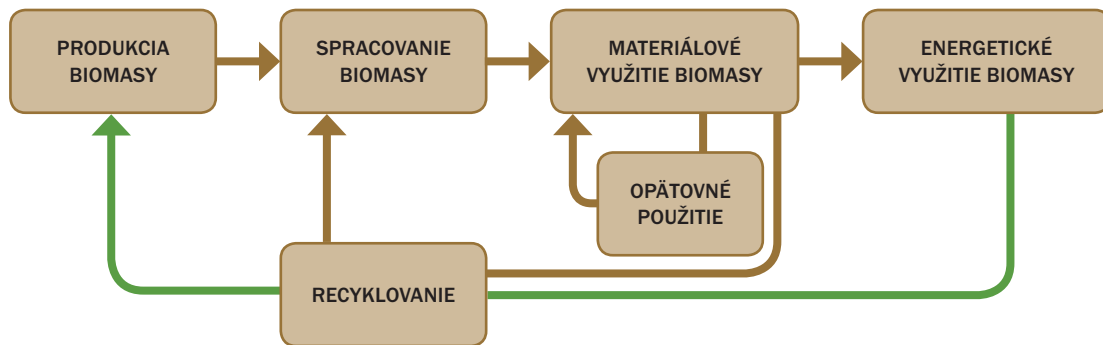 PRODUKCIA
BIOMASY
SPRACOVANIE
BIOMASY
MATERIÁLOVÉ
VYUŽITIE BIOMASY
ENERGETICKÉ
VYUŽITIE BIOMASY
OPÄTOVNÉ
POUŽITIE
RECYKLOVANIE